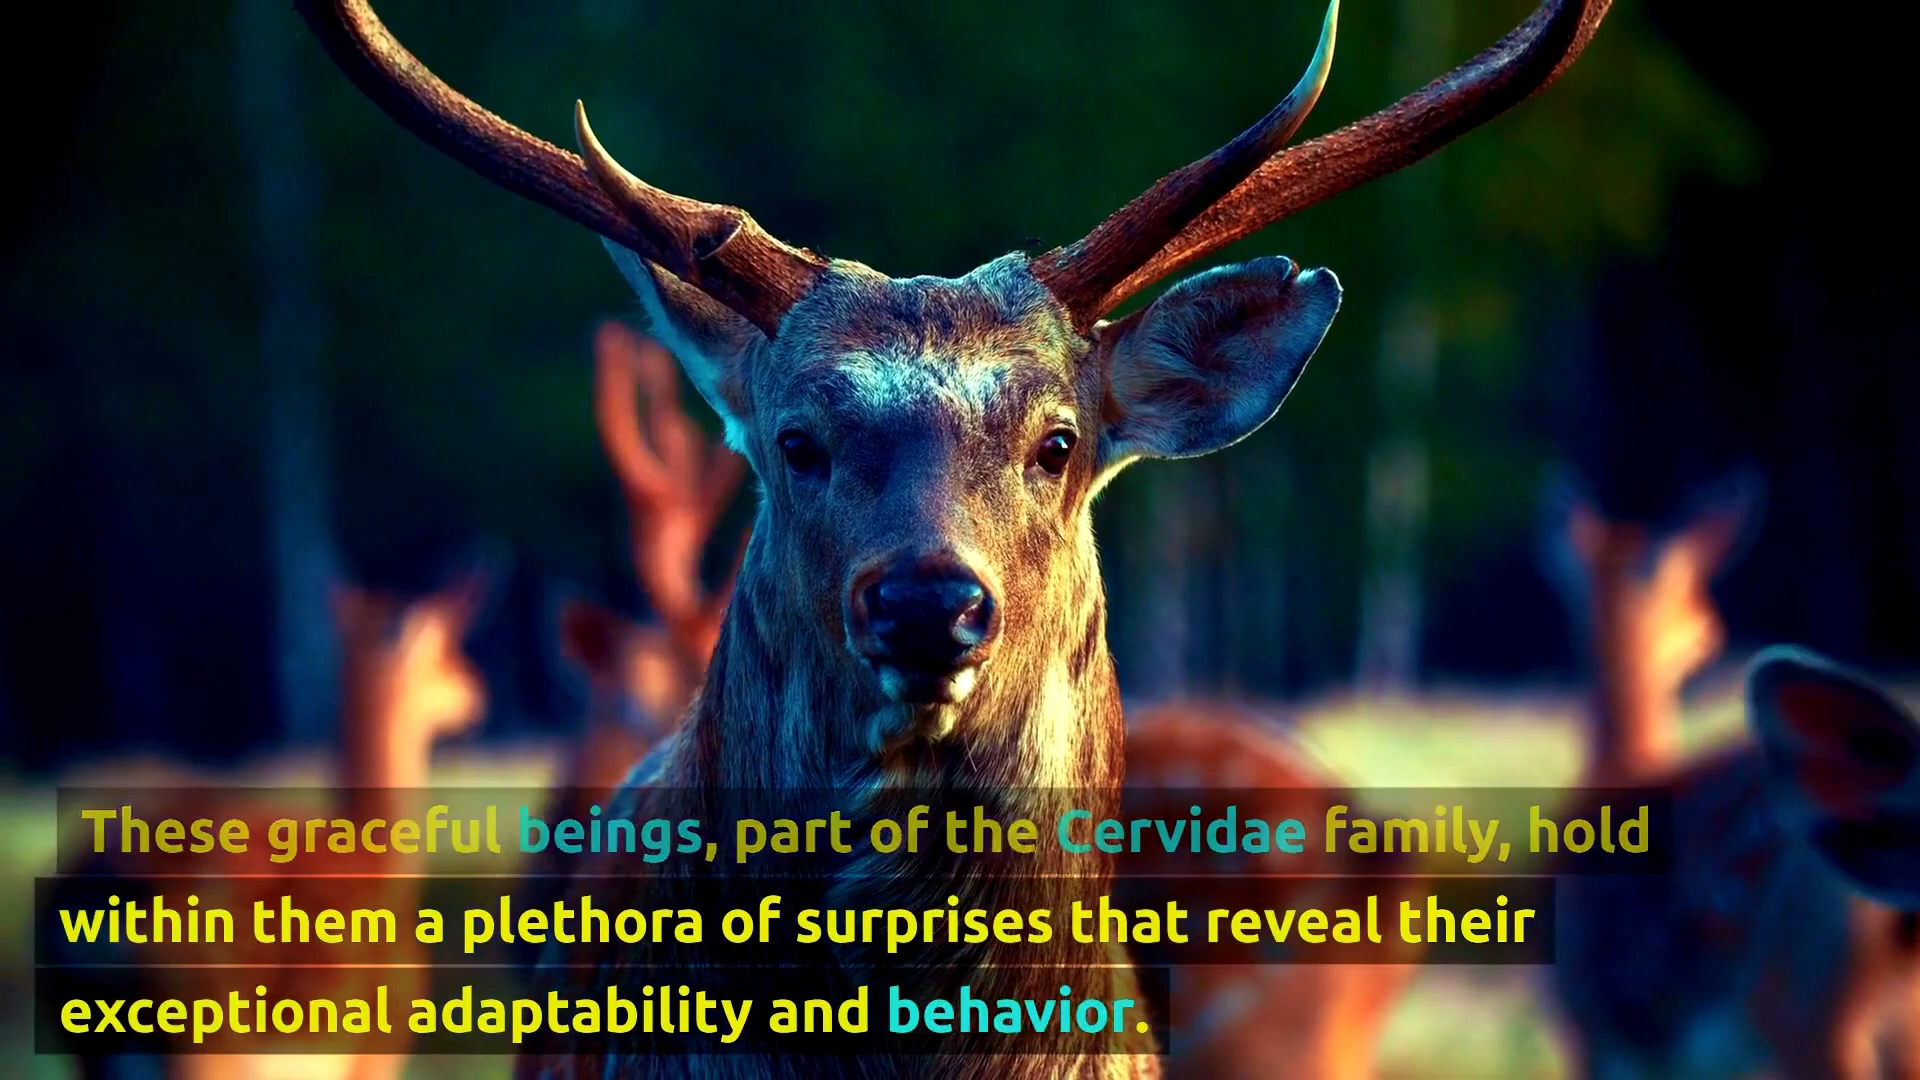 These graceful beings, part of the Cervidae family, hold
within them a plethora of surprises that reveal their
exceptional adaptability and behavior.